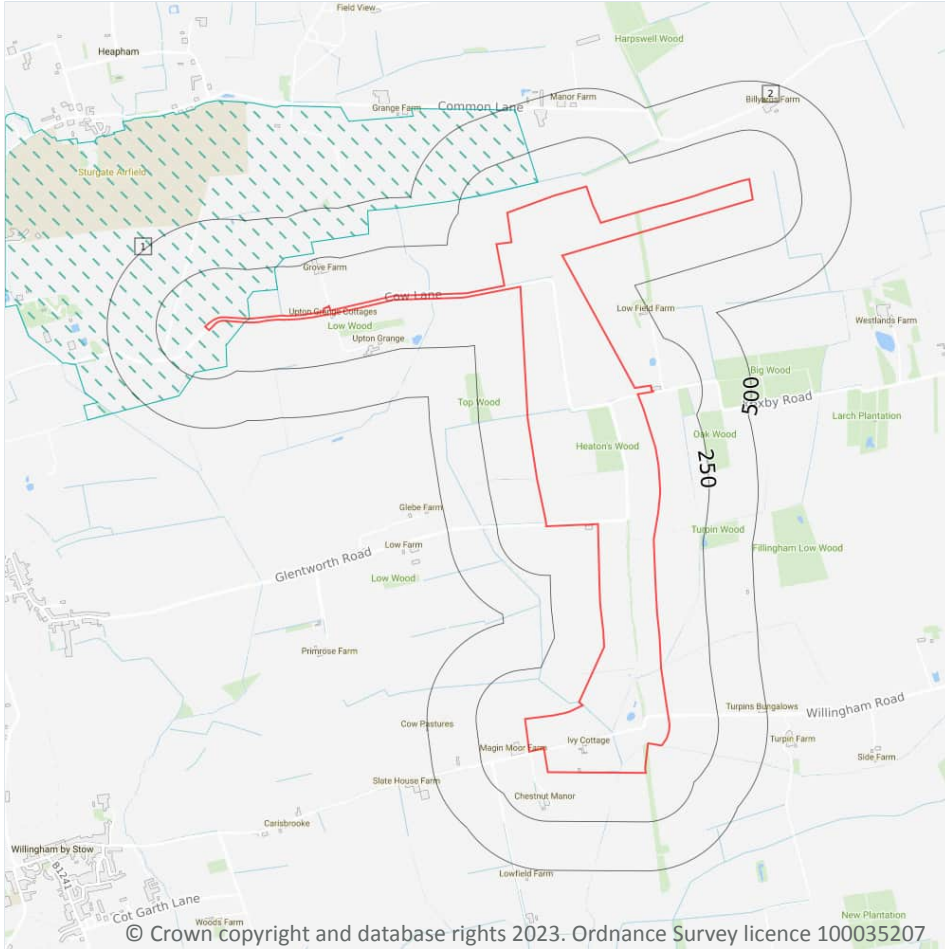 Field View
Heapham
Harpswell Wood
Grange Farm
Common Lane
Manor Farm
2
Sturgate Airfield
1
Grove Farm
Cow Lane
Upton Grange Cottages
Low Wood
Upton Grange
Low Field Farm
Westlands Farm
Big Wood
500
Top Wood
Larch Plantation
Oak Wood
Heaton's Wood
250
Glebe Farm
Turpin Wood
Low Farm
Fillingham Low Wood
Glentworth Road
Low Wood
Primrose Farm
Turpins Bungalows
Willingham Road
Cow Pastures
Ivy Cottage
Magin Moor Farm
Turpin Farm
Side Farm
Slate House Farm
Chestnut Manor
Carisbrooke
Willingham by Stow
B1241
Lowfield Farm
Cot Garth Lane
Woods Farm
New Plantation
© Crown copyright and database rights 2023. Ordnance Survey licence 100035207